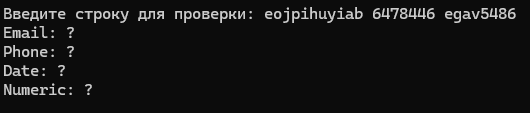 Введите строку для проверки: eojpihuyiab 6478446 egav5486
Email: ?
Phone: ?
Date: ?
Numeric: ?